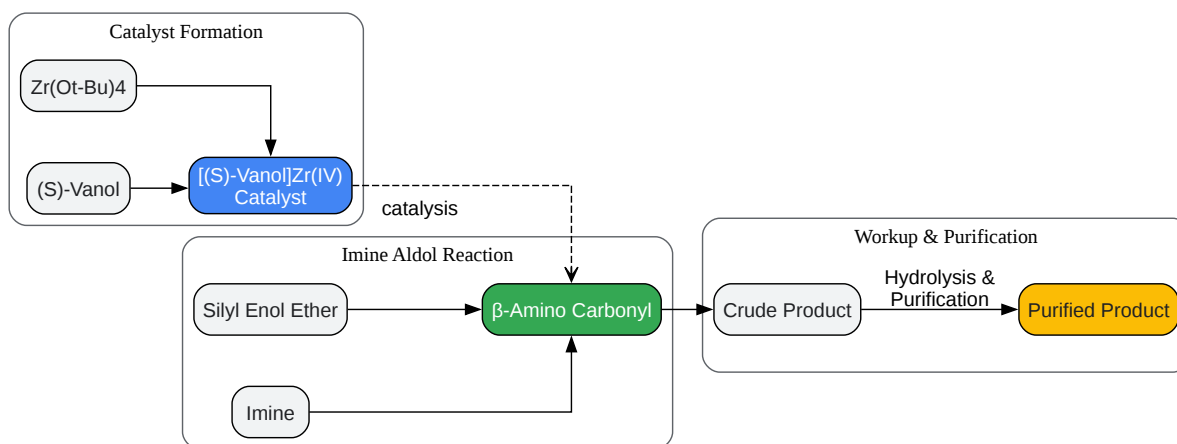 Catalyst Formation
Zr(Ot-Bu)4
(S)-Vanol
[(S)-Vanol]Zr(IV)
Catalyst
catalysis
Imine Aldol Reaction
Silyl Enol Ether
β-Amino Carbonyl
Imine
Workup & Purification
Crude Product
Hydrolysis &
Purification
Purified Product